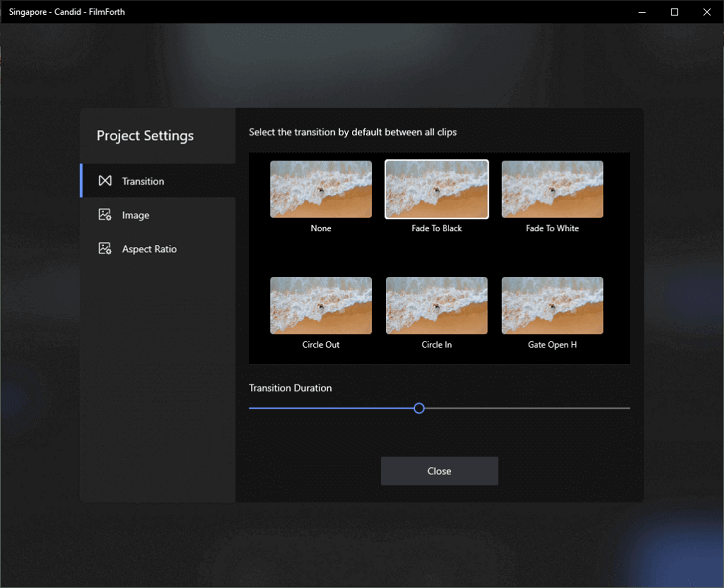 Singapore - Candid - FilmForth
Project Settings
Transition
Image
Aspect Ratio
Select the transition by default between all clips
None
Fade To Black
Fade To White
Circle Out
Circle In
Gate Open H
Transition Duration
Close